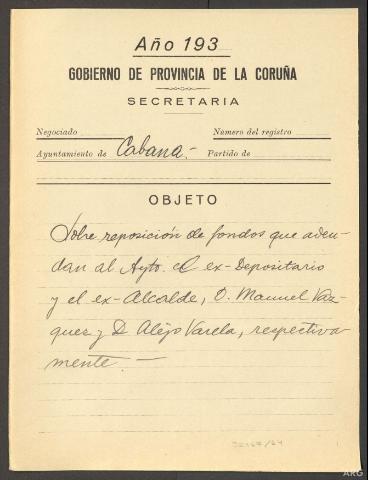 Año 193
GOBIERNO DE PROVINCIA DE LA CORUÑA
SECRETARIA
Negociado Número del registro
Ayuntamiento de Cabana.- Partido de
OBJETO
Sobre reposición de fondos que adeu-
dan al Ayto. el ex-Depositario
y el ex-Alcalde, D. Manuel Váz-
quez y D. Alejo Varela, respectiva
mente.-
ARG